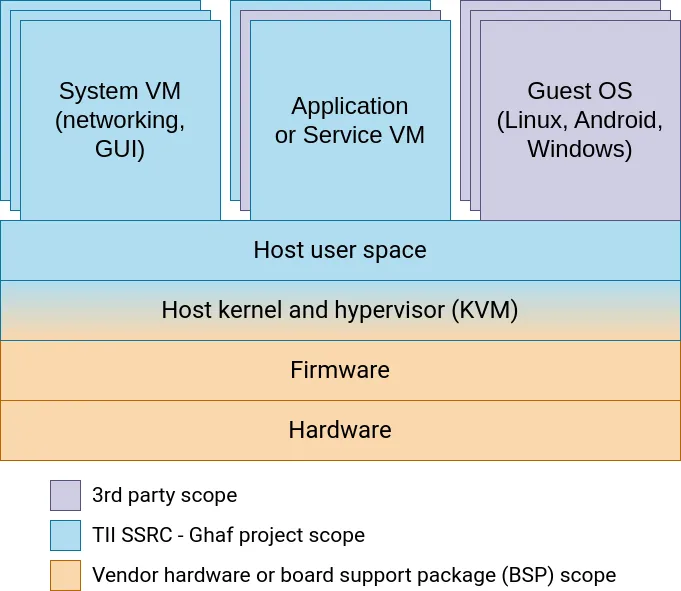 System VM
(networking,
GUI)
Application
or Service VM
Guest OS
(Linux, Android,
Windows)
Host user space
Host kernel and hypervisor (KVM)
Firmware
Hardware
3rd party scope
TII SSRC - Ghaf project scope
Vendor hardware or board support package (BSP) scope